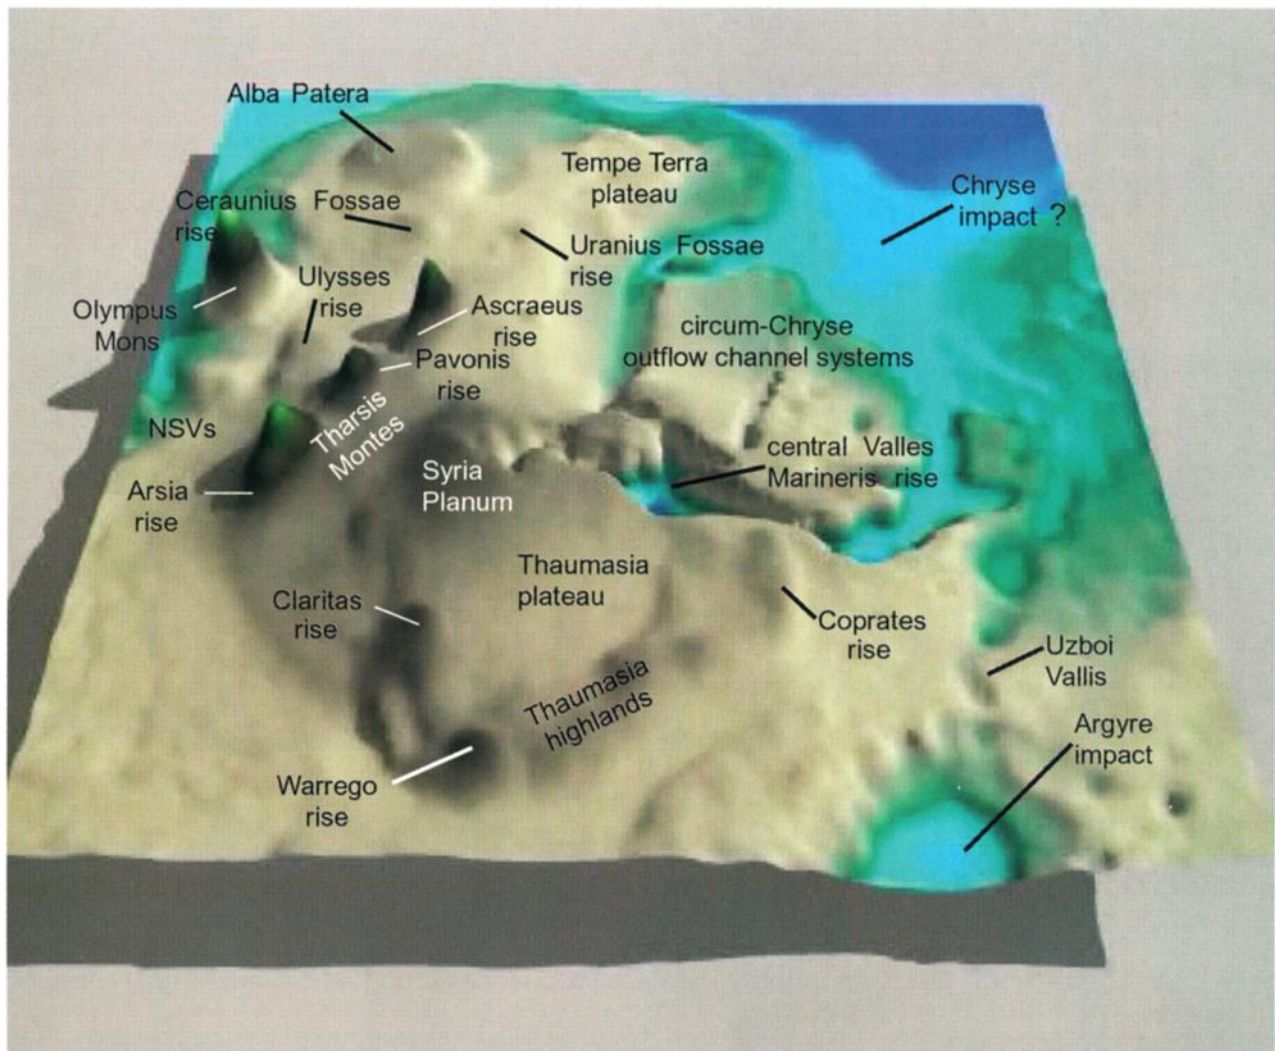 Alba Patera
Tempe Terra
plateau
Chryse
impact ?
Ceraunius Fossae
rise
Uranius Fossae
rise
Ulysses
rise
Olympus
Mons
Ascraeus
rise
circum-Chryse
outflow channel systems
Pavonis
rise
Tharsis
Montes
NSVs
central Valles
Marineris rise
Syria
Planum
Arsia
rise
Thaumasia
plateau
Claritas
rise
Coprates
rise
Uzboi
Vallis
Thaumasia
highlands
Argyre
impact
Warrego
rise